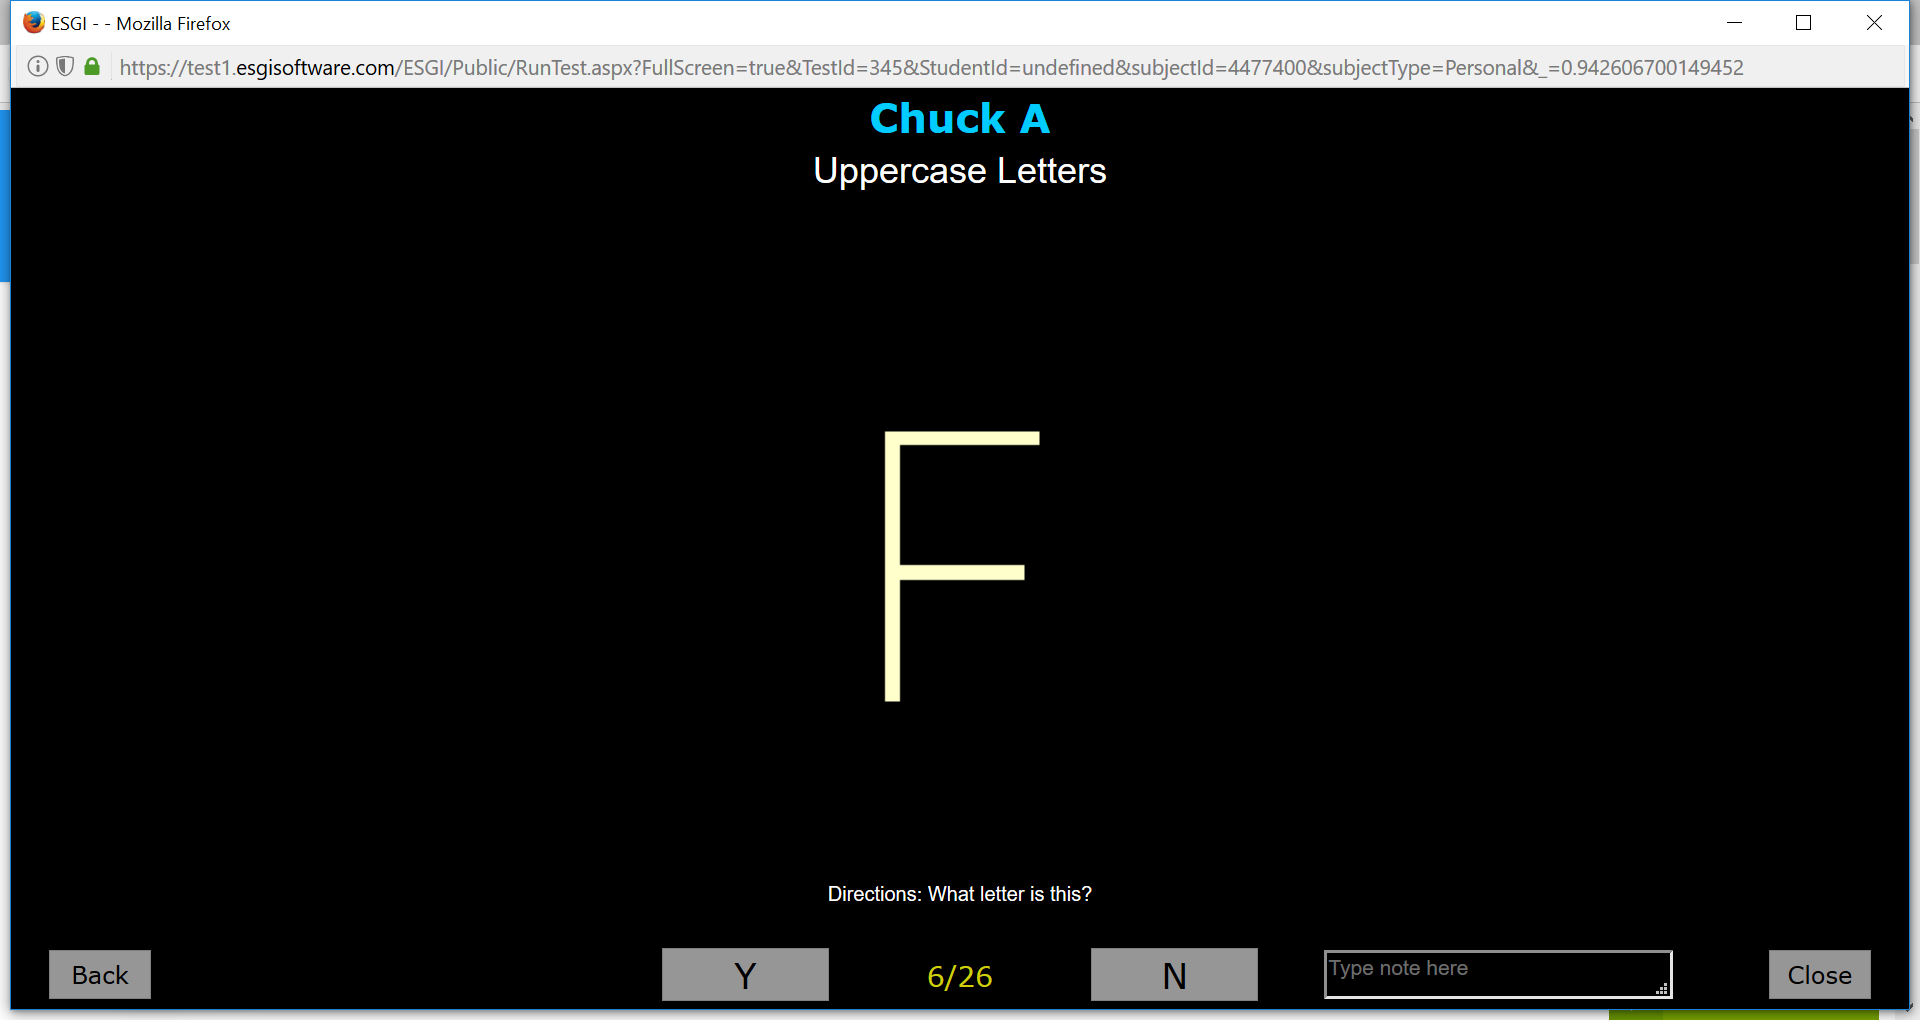 ESGI - - Mozilla Firefox
https://test1.esgisoftware.com/ESGI/Public/RunTest.aspx?FullScreen=true&TestId=345&StudentId=undefined&subjectId=4477400&subjectType=Personal&_=0.942606700149452
Chuck A
Uppercase Letters
F
Directions: What letter is this?
Back Y 6/26 N Type note here Close